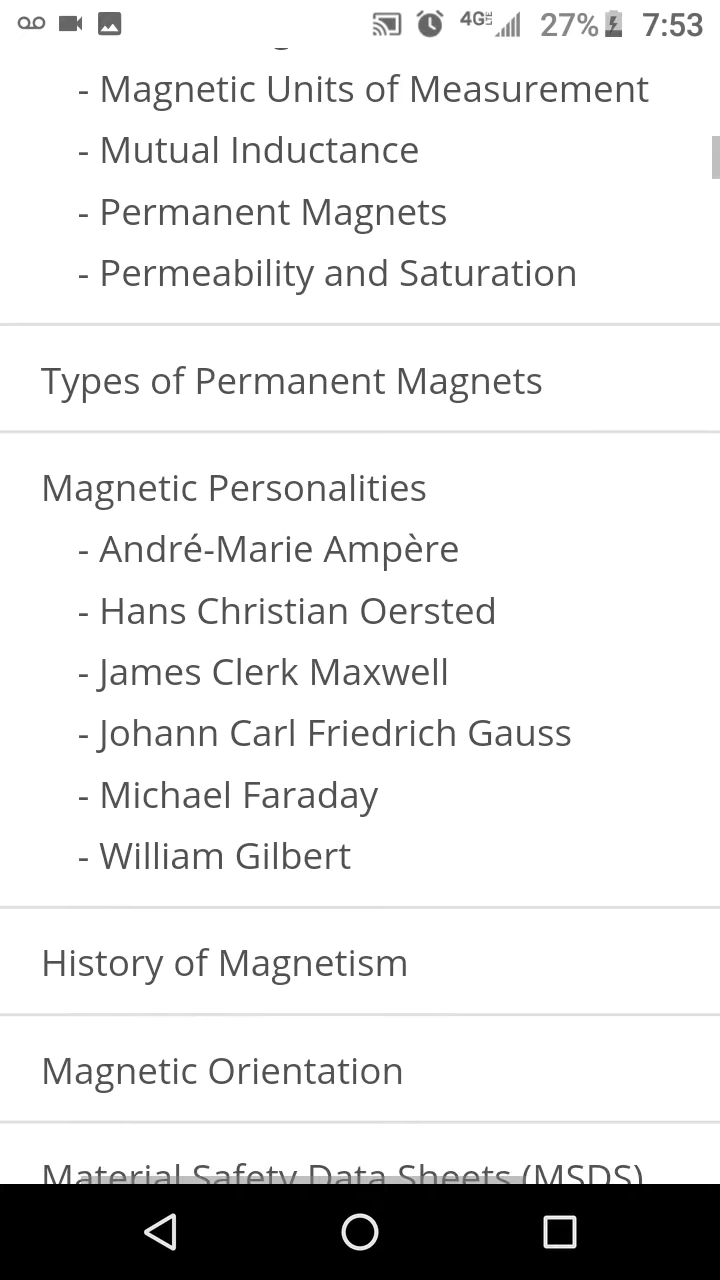 4G LTE 27% 7:53
- Magnetic Units of Measurement
- Mutual Inductance
- Permanent Magnets
- Permeability and Saturation
Types of Permanent Magnets
Magnetic Personalities
- André-Marie Ampère
- Hans Christian Oersted
- James Clerk Maxwell
- Johann Carl Friedrich Gauss
- Michael Faraday
- William Gilbert
History of Magnetism
Magnetic Orientation
Material Safety Data Sheets (MSDS)